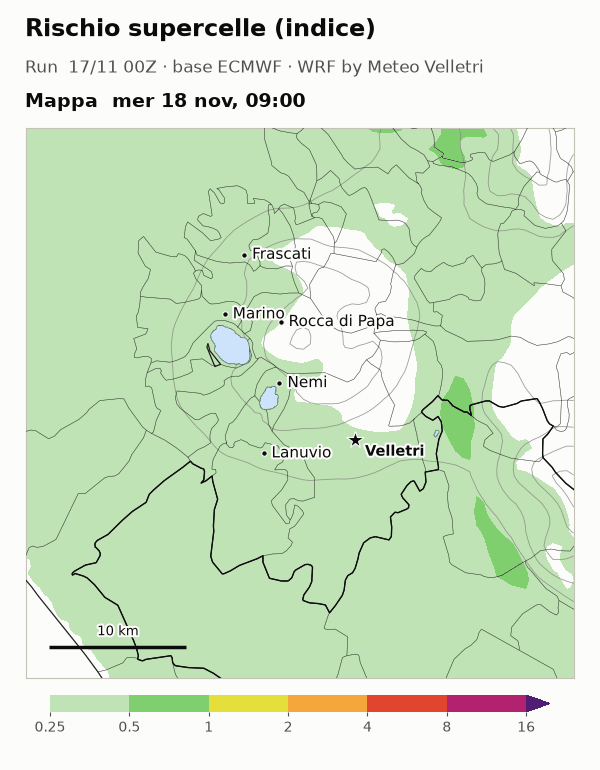 Rischio supercelle (indice)
Run  17/11 00Z · base ECMWF · WRF by Meteo Velletri
Mappa  mer 18 nov, 09:00
Frascati
Marino
Rocca di Papa
Nemi
Velletri
Lanuvio
10 km
0.25 0.5 1 2 4 8 16